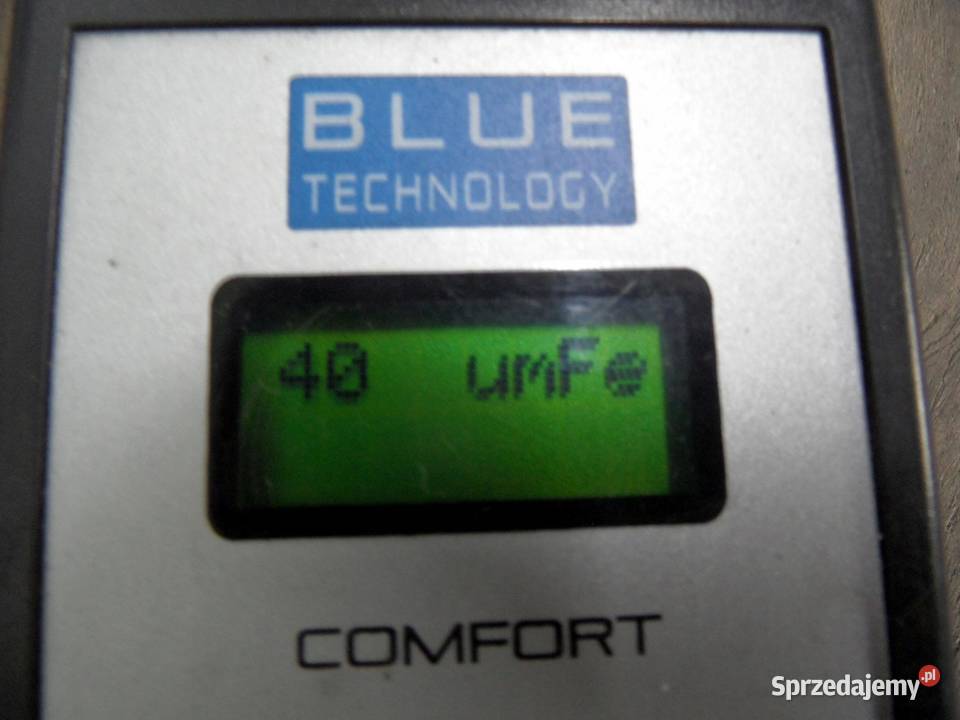 BLUE
TECHNOLOGY
40 umFe
COMFORT
Sprzedajemy.pl